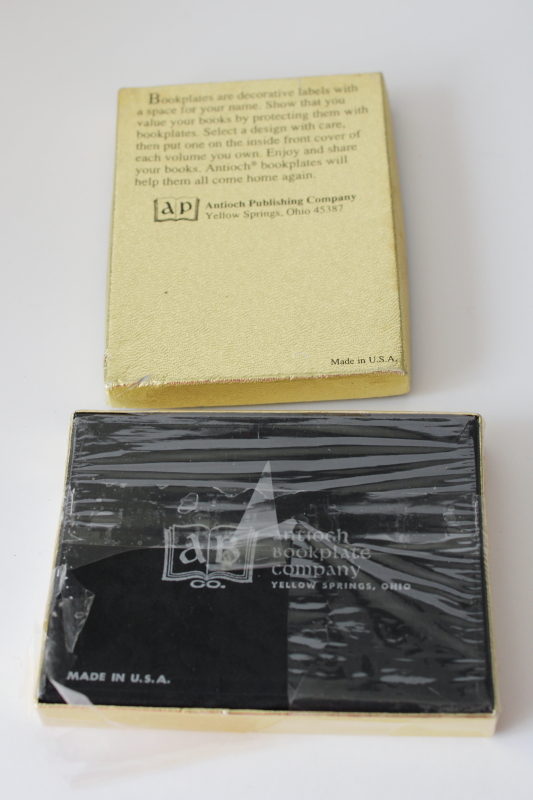 Bookplates are decorative labels with
a space for your name. Show that you
value your books by protecting them with
bookplates. Select a design with care,
then put one on the inside front cover of
each volume you own. Enjoy and share
your books. Antioch® bookplates will
help them all come home again.
ap
Antioch Publishing Company
Yellow Springs, Ohio 45387
Made in U.S.A.
aB
CO.
Antioch
Bookplate
Company
YELLOW SPRINGS, OHIO
MADE IN U.S.A.